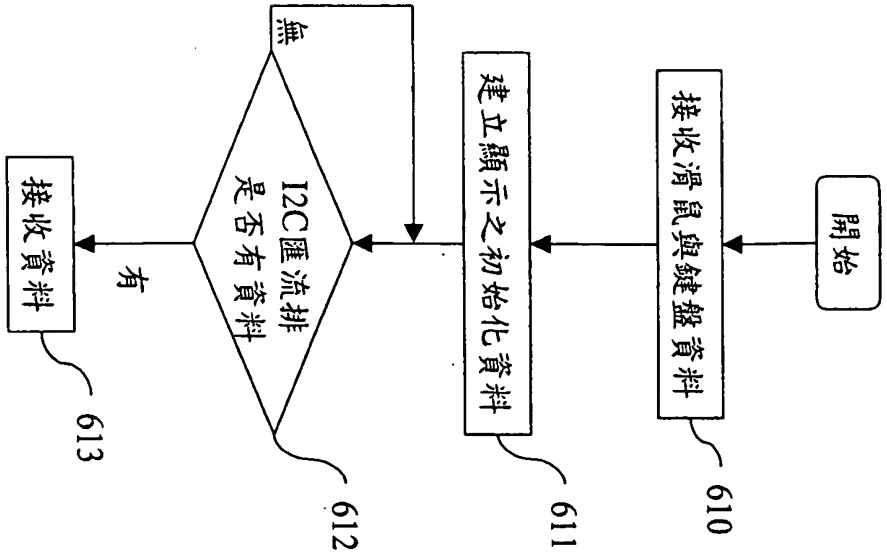 開始
接收滑鼠與鍵盤資料
610
建立顯示之初始化資料
611
I2C匯流排
是否有資料
612
無
有
接收資料
613